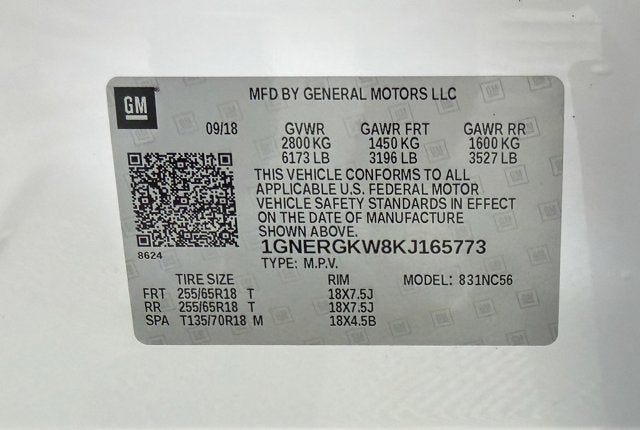 GM
MFD BY GENERAL MOTORS LLC
09/18 GVWR GAWR FRT GAWR RR
2800 KG 1450 KG 1600 KG
6173 LB 3196 LB 3527 LB
THIS VEHICLE CONFORMS TO ALL
APPLICABLE U.S. FEDERAL MOTOR
VEHICLE SAFETY STANDARDS IN EFFECT
ON THE DATE OF MANUFACTURE
SHOWN ABOVE.
8624
1GNERGKW8KJ165773
TYPE: M.P.V.
TIRE SIZE RIM MODEL: 831NC56
FRT 255/65R18 T 18X7.5J
RR 255/65R18 T 18X7.5J
SPA T135/70R18 M 18X4.5B